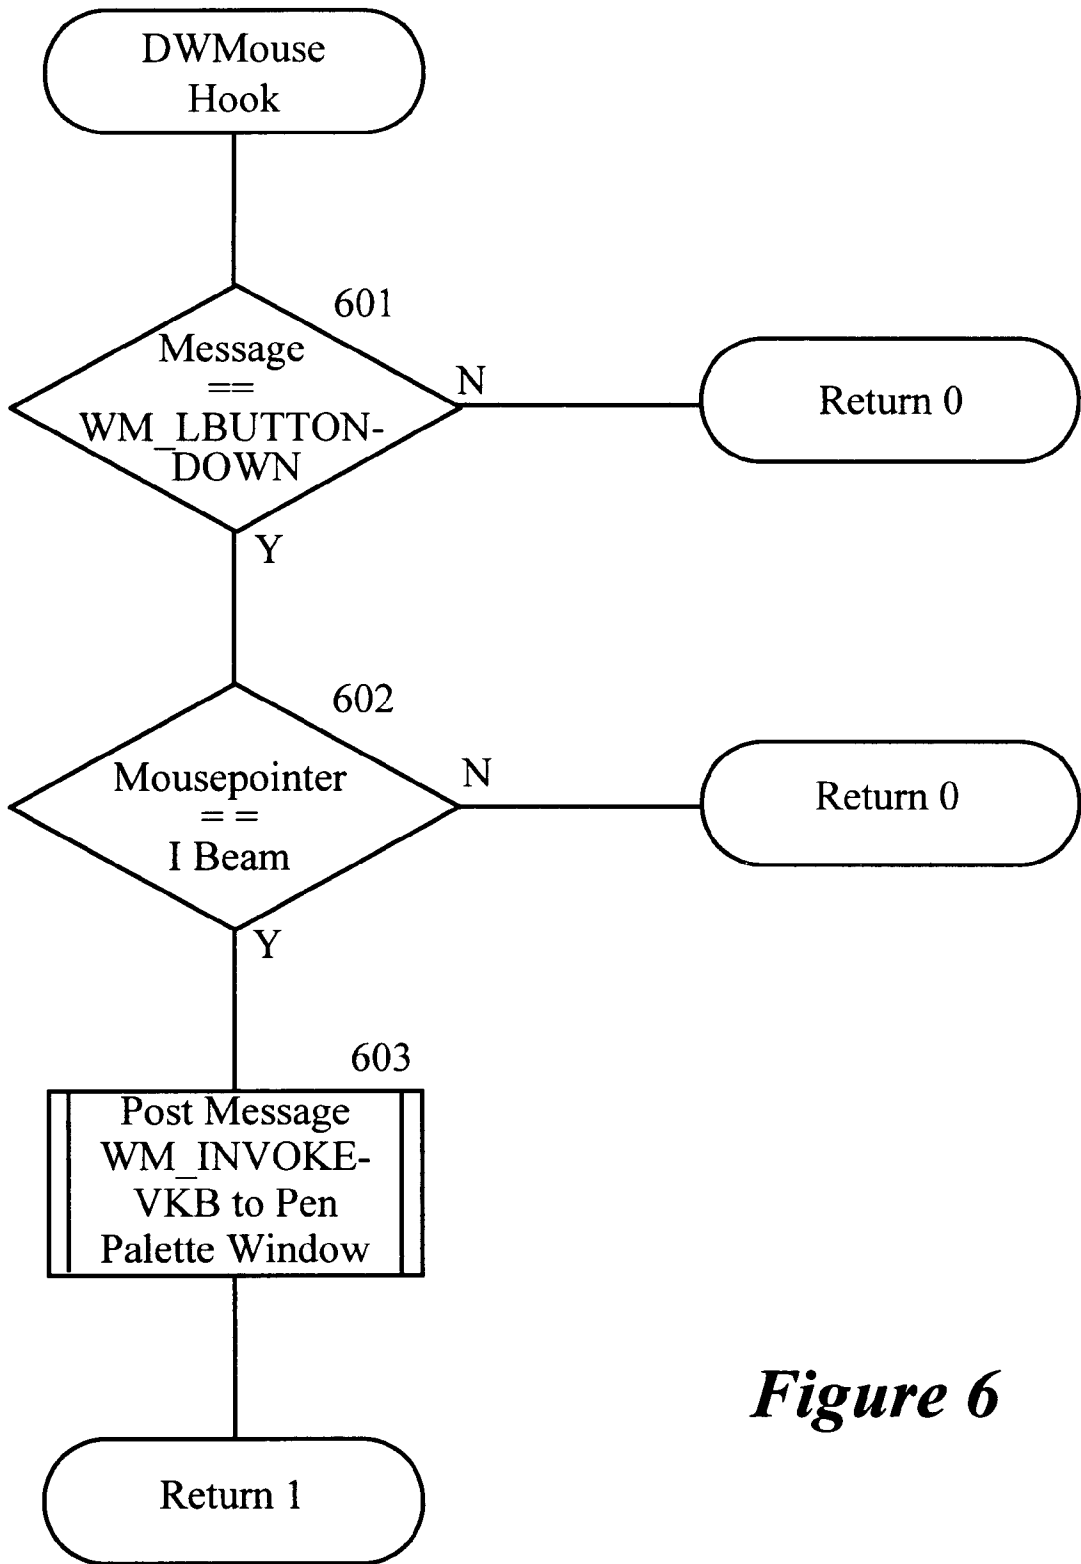 DWMouse
Hook
601
Message
==
WM_LBUTTON-
DOWN
N
Return 0
Y
602
Mousepointer
= =
I Beam
N
Return 0
Y
603
Post Message
WM_INVOKE-
VKB to Pen
Palette Window
Figure 6
Return 1